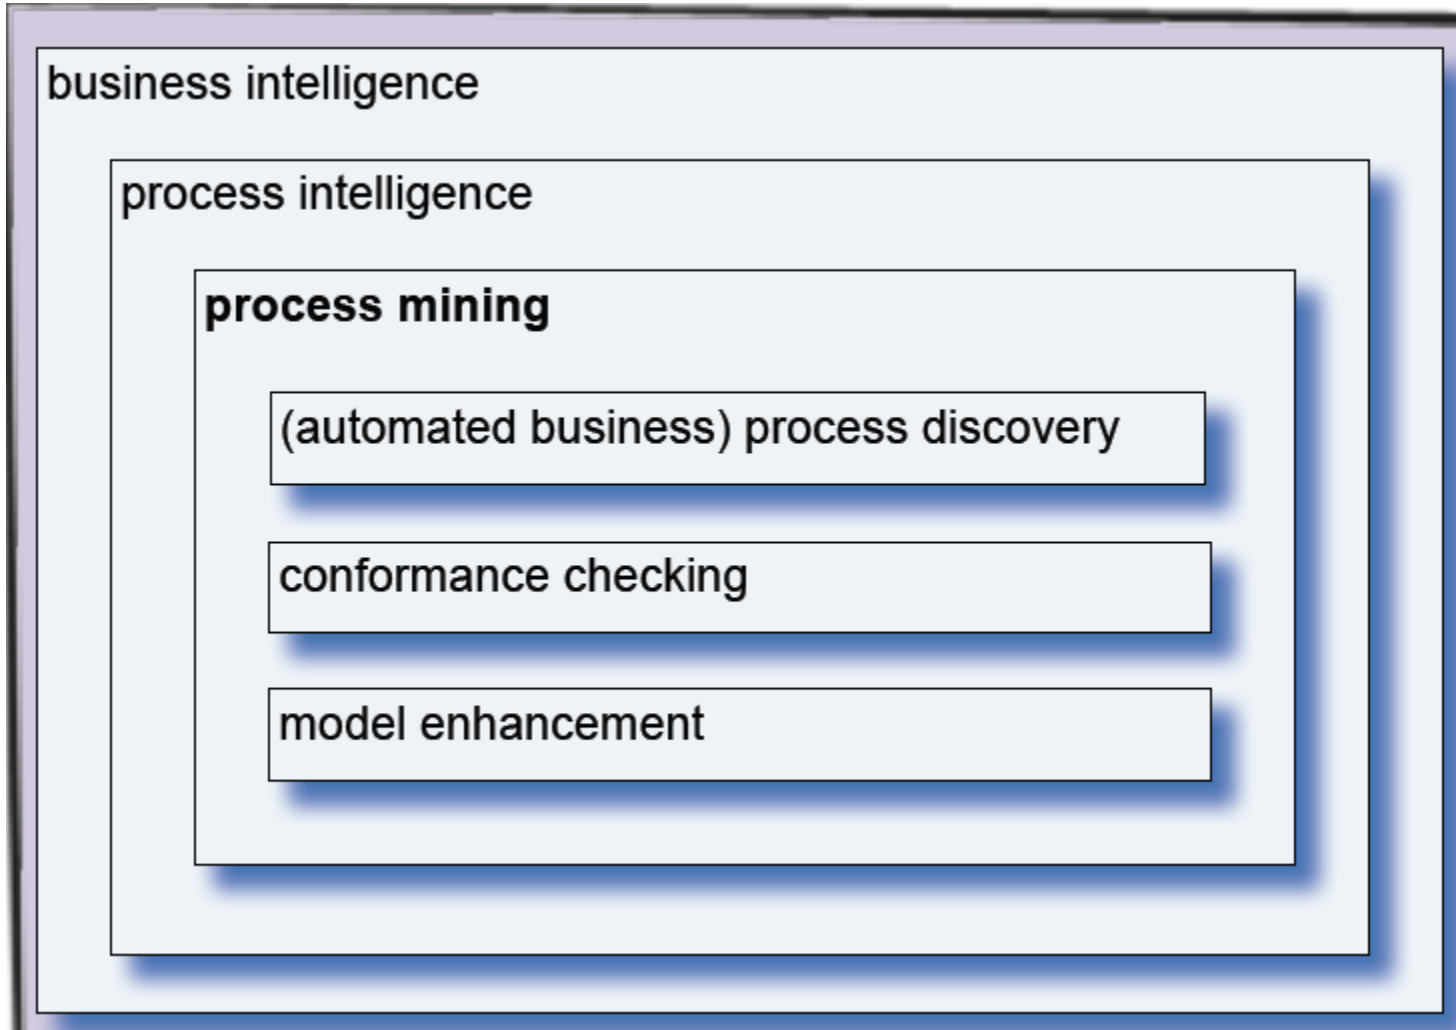 business intelligence
process intelligence
process mining
(automated business) process discovery
conformance checking
model enhancement